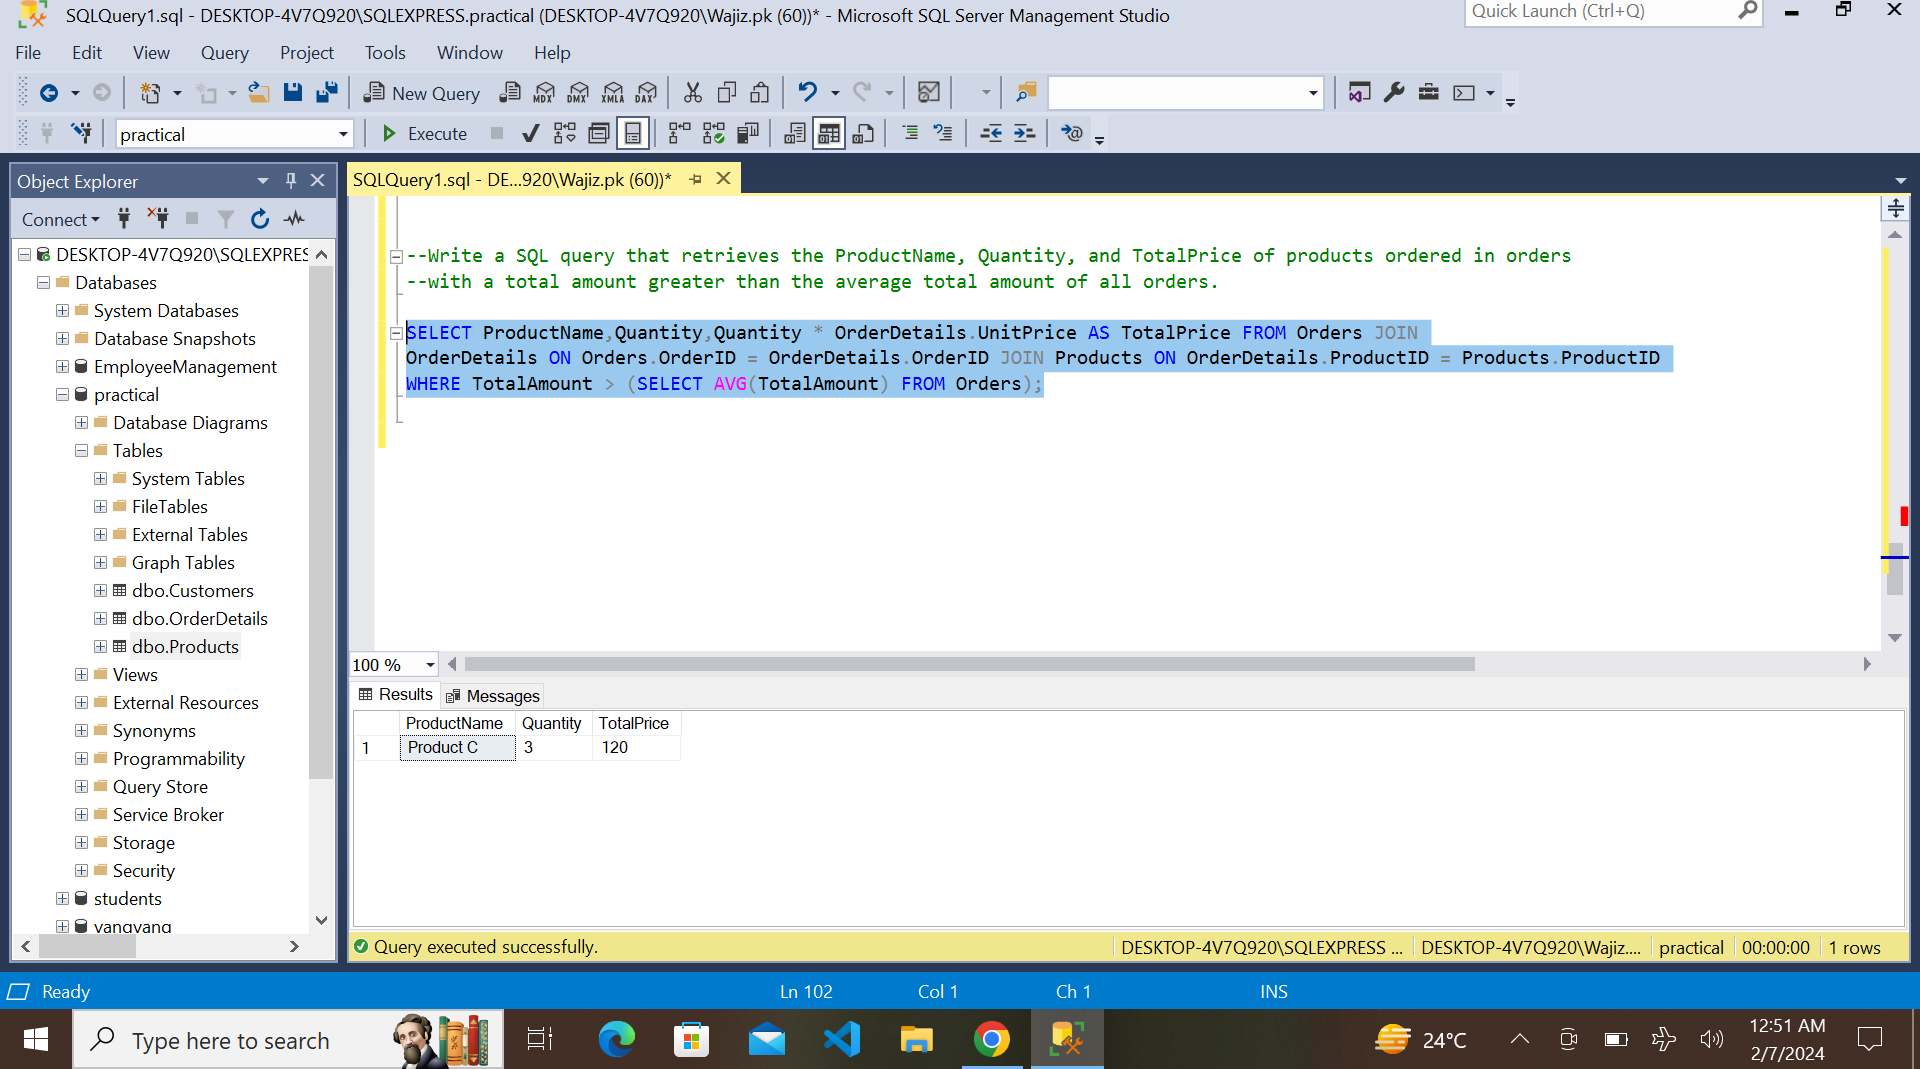 SQLQuery1.sql - DESKTOP-4V7Q920\SQLEXPRESS.practical (DESKTOP-4V7Q920\Wajiz.pk (60))* - Microsoft SQL Server Management Studio
Quick Launch (Ctrl+Q)
File Edit View Query Project Tools Window Help
New Query MDX DMX XMLA DAX
practical Execute
Object Explorer
SQLQuery1.sql - DE...920\Wajiz.pk (60))*
Connect
DESKTOP-4V7Q920\SQLEXPRES
Databases
System Databases
Database Snapshots
EmployeeManagement
practical
Database Diagrams
Tables
System Tables
FileTables
External Tables
Graph Tables
dbo.Customers
dbo.OrderDetails
dbo.Products
Views
External Resources
Synonyms
Programmability
Query Store
Service Broker
Storage
Security
students
vangvang
--Write a SQL query that retrieves the ProductName, Quantity, and TotalPrice of products ordered in orders
--with a total amount greater than the average total amount of all orders.
SELECT ProductName,Quantity,Quantity * OrderDetails.UnitPrice AS TotalPrice FROM Orders JOIN
OrderDetails ON Orders.OrderID = OrderDetails.OrderID JOIN Products ON OrderDetails.ProductID = Products.ProductID
WHERE TotalAmount > (SELECT AVG(TotalAmount) FROM Orders);
100 %
Results Messages
ProductName Quantity TotalPrice
1 Product C 3 120
Query executed successfully. DESKTOP-4V7Q920\SQLEXPRESS ... DESKTOP-4V7Q920\Wajiz.... practical 00:00:00 1 rows
Ready Ln 102 Col 1 Ch 1 INS
Type here to search 24°C 12:51 AM
2/7/2024